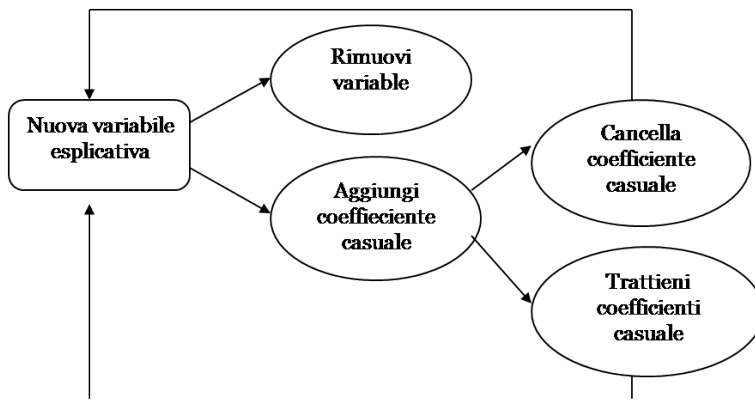 Rimuovi
variable
Nuova variabile
esplicativa
Cancella
coefficiente
casuale
Aggiungi
coeffieciente
casuale
Trattieni
coefficienti
casuale